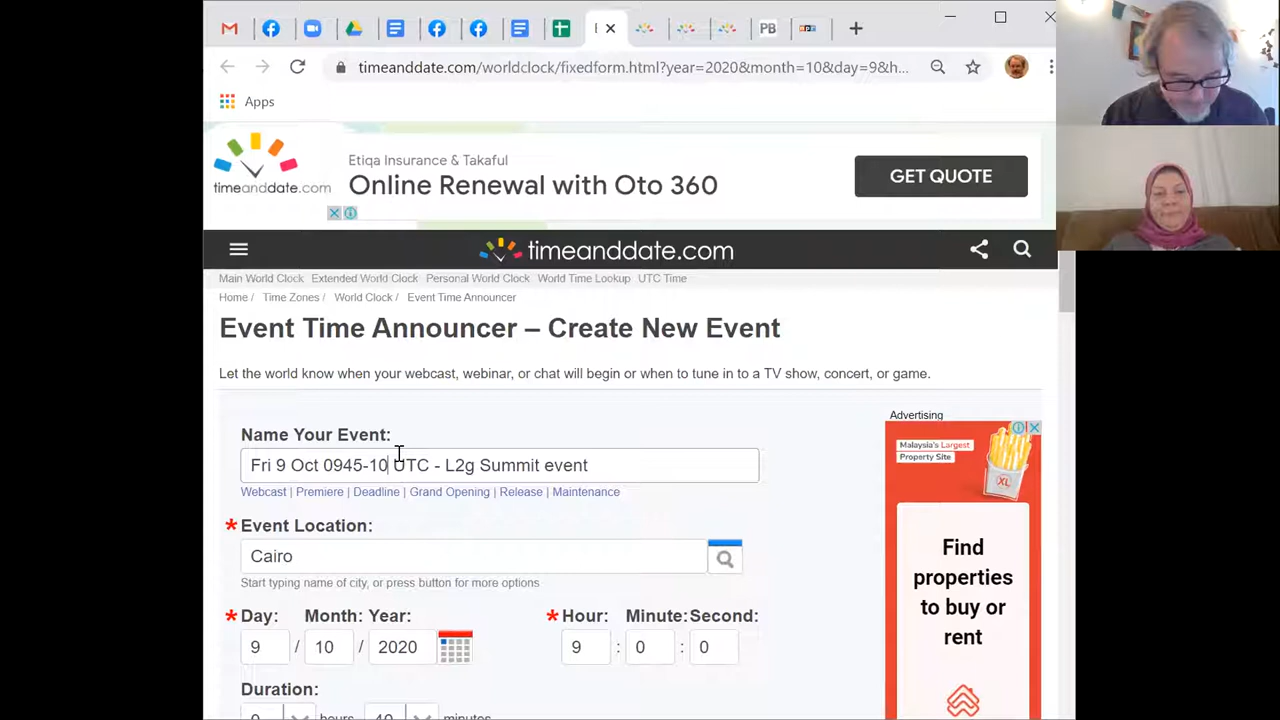 PB
timeanddate.com/worldclock/fixedform.html?year=2020&month=10&day=9&h...
Apps
timeanddate.com
Etiqa Insurance & Takaful
Online Renewal with Oto 360
GET QUOTE
timeanddate.com
Main World Clock Extended World Clock Personal World Clock World Time Lookup UTC Time
Home / Time Zones / World Clock / Event Time Announcer
Event Time Announcer – Create New Event
Let the world know when your webcast, webinar, or chat will begin or when to tune in to a TV show, concert, or game.
Name Your Event:
Fri 9 Oct 0945-10 UTC - L2g Summit event
Webcast | Premiere | Deadline | Grand Opening | Release | Maintenance
* Event Location:
Cairo
Start typing name of city, or press button for more options
* Day: Month: Year: * Hour: Minute: Second:
9 / 10 / 2020 9 : 0 : 0
Duration:
0 hours 40 minutes
Advertising
Malaysia's Largest
Property Site
XL
Find
properties
to buy or
rent